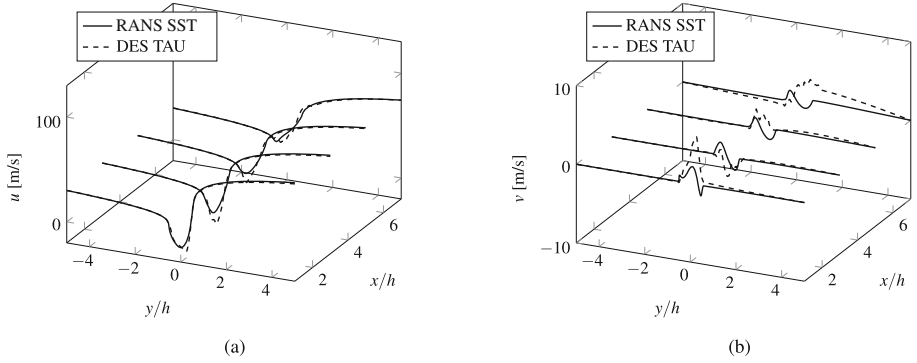 RANS SST
DES TAU
100
0
u [m/s]
−4
−2
0
2
4
y/h
2
4
6
x/h
(a)
RANS SST
DES TAU
10
0
−10
v [m/s]
−4
−2
0
2
4
y/h
2
4
6
x/h
(b)